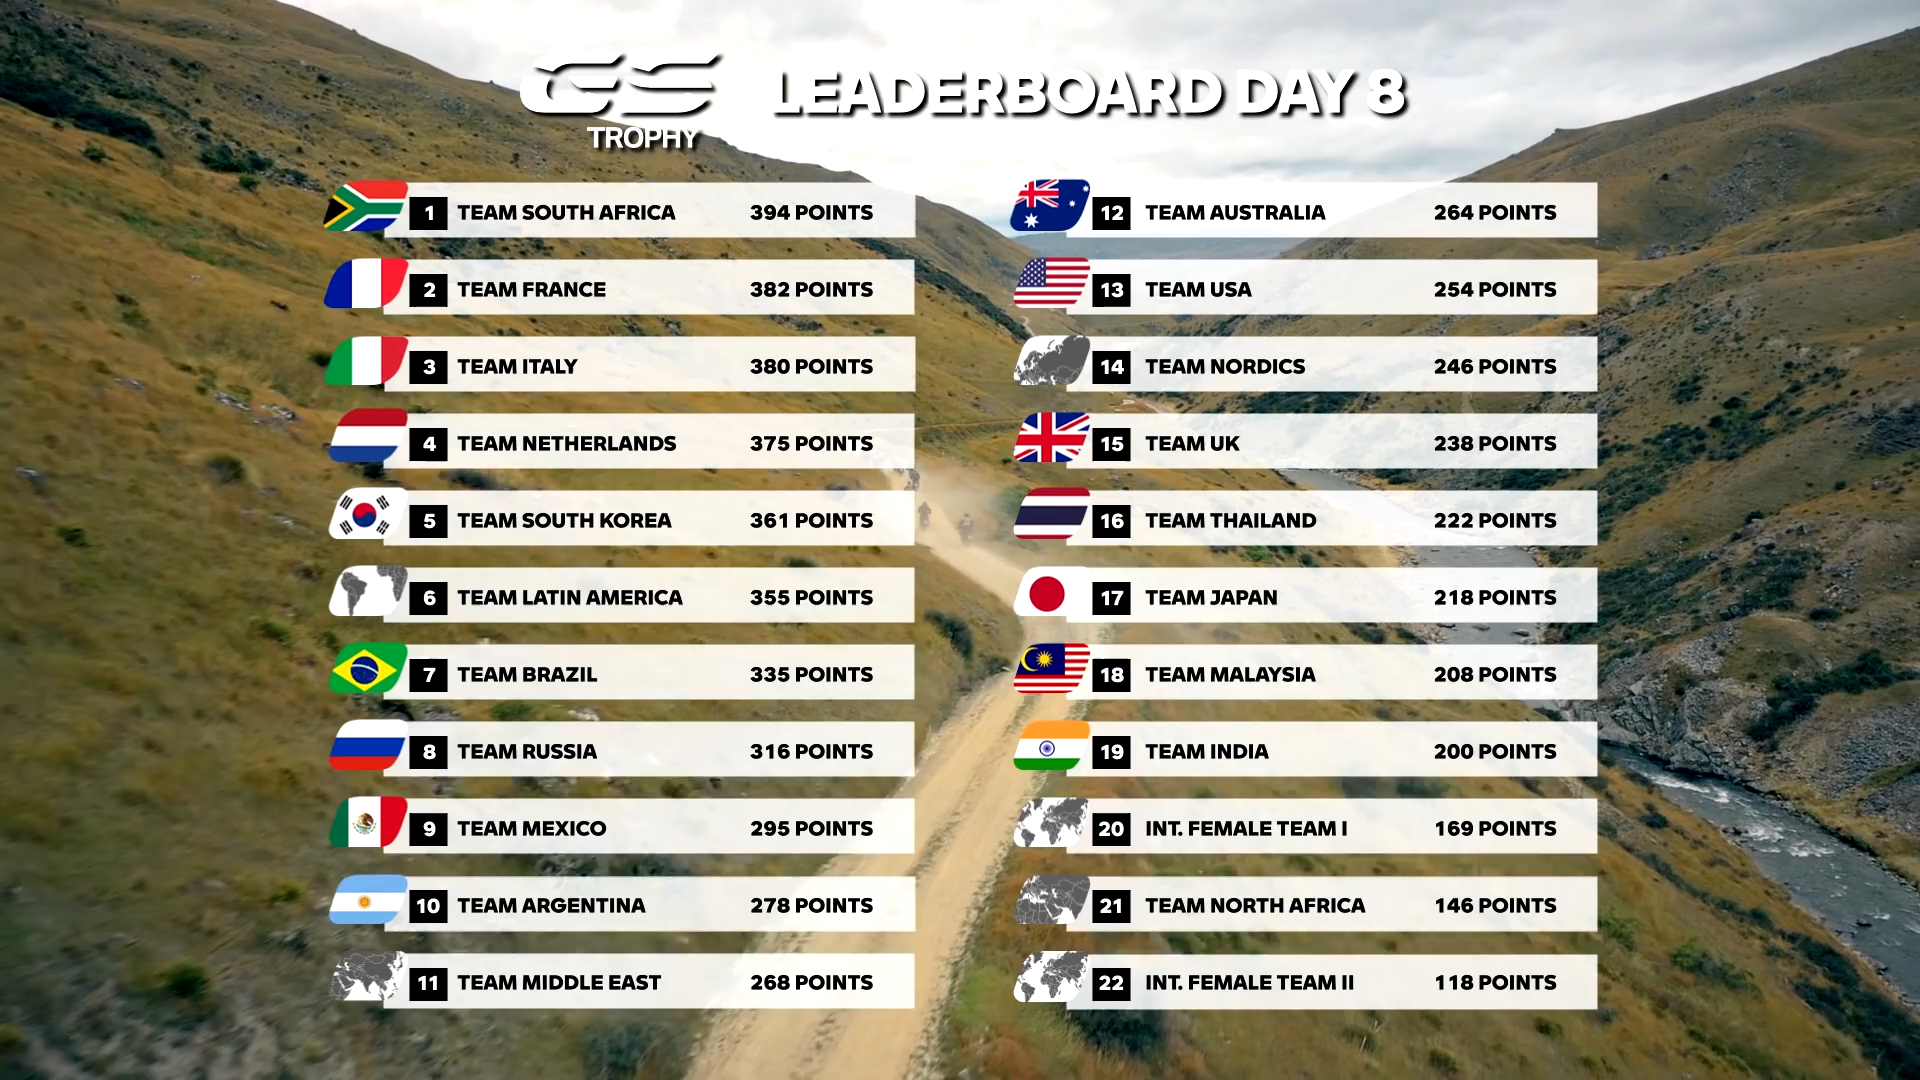 GS
TROPHY
LEADERBOARD DAY 8
1 TEAM SOUTH AFRICA 394 POINTS
2 TEAM FRANCE 382 POINTS
3 TEAM ITALY 380 POINTS
4 TEAM NETHERLANDS 375 POINTS
5 TEAM SOUTH KOREA 361 POINTS
6 TEAM LATIN AMERICA 355 POINTS
7 TEAM BRAZIL 335 POINTS
8 TEAM RUSSIA 316 POINTS
9 TEAM MEXICO 295 POINTS
10 TEAM ARGENTINA 278 POINTS
11 TEAM MIDDLE EAST 268 POINTS
12 TEAM AUSTRALIA 264 POINTS
13 TEAM USA 254 POINTS
14 TEAM NORDICS 246 POINTS
15 TEAM UK 238 POINTS
16 TEAM THAILAND 222 POINTS
17 TEAM JAPAN 218 POINTS
18 TEAM MALAYSIA 208 POINTS
19 TEAM INDIA 200 POINTS
20 INT. FEMALE TEAM I 169 POINTS
21 TEAM NORTH AFRICA 146 POINTS
22 INT. FEMALE TEAM II 118 POINTS